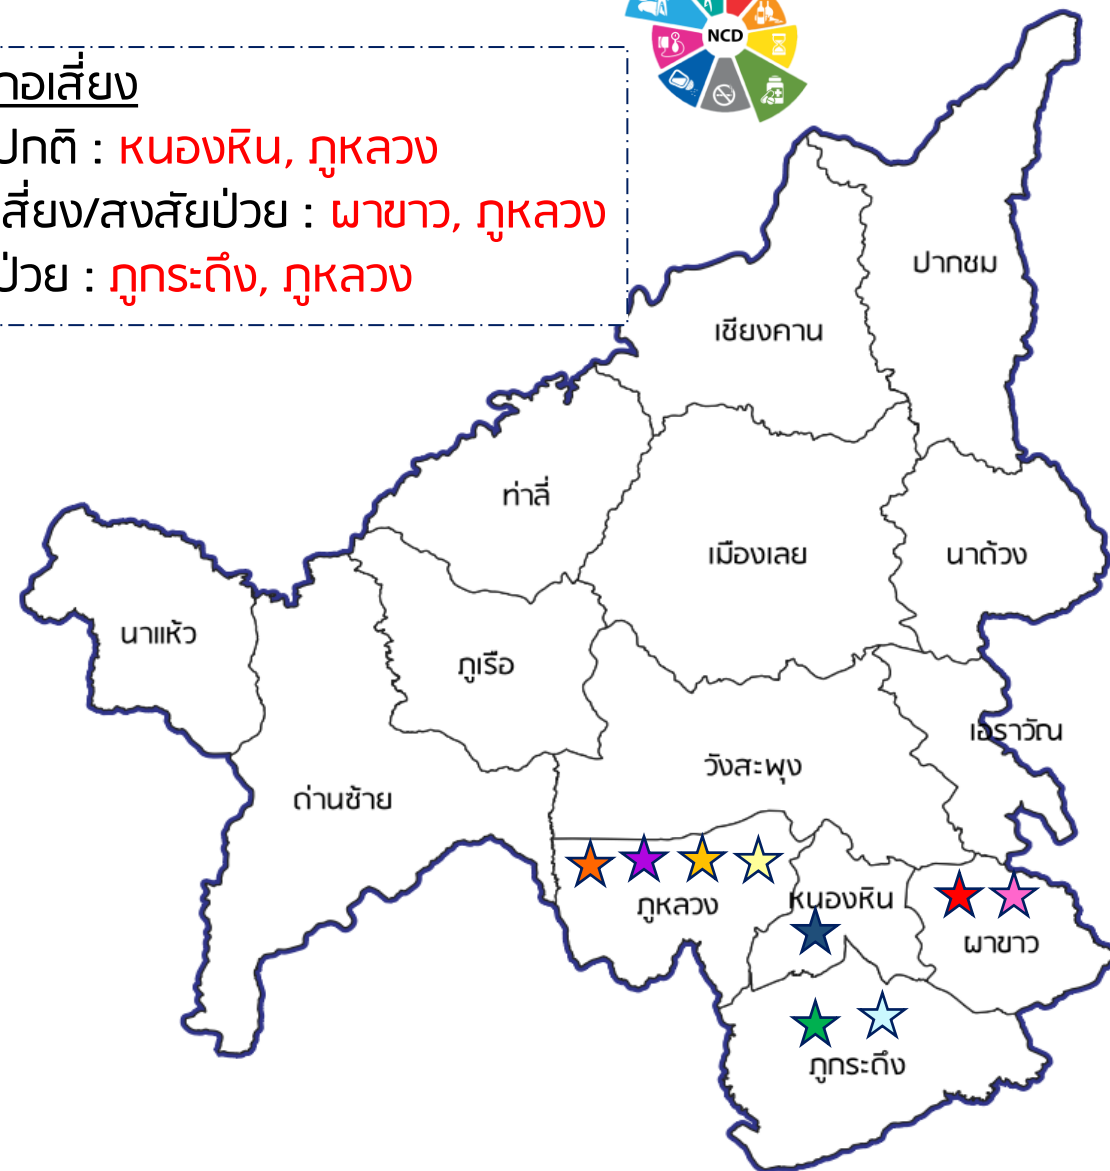 NCD
าอเสี่ยง
ปกติ : หนองหิน, ภูหลวง
สี่ยง/สงสัยป่วย : ผาขาว, ภูหลวง
ป่วย : ภูกระดึง, ภูหลวง
ปากชม
เชียงคาน
ท่าลี่
เมืองเลย
นาด้วง
นาแห้ว
ภูเรือ
เอราวัณ
วังสะพุง
ด่านซ้าย
หนองหิน
ภูหลวง
ผาขาว
ภูกระดึง